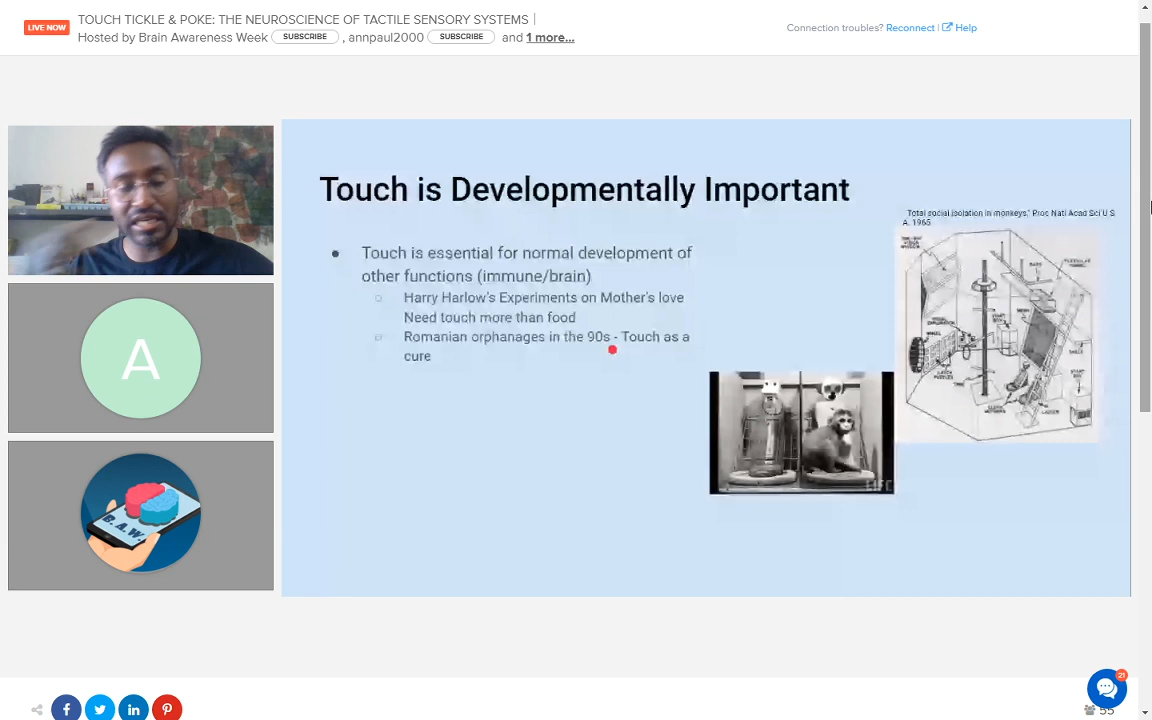 LIVE NOW
TOUCH TICKLE & POKE: THE NEUROSCIENCE OF TACTILE SENSORY SYSTEMS
Hosted by Brain Awareness Week SUBSCRIBE , annpaul2000 SUBSCRIBE and 1 more...
Connection troubles? Reconnect | Help
Touch is Developmentally Important
"Total social isolation in monkeys," Proc Natl Acad Sci U S
A. 1965
• Touch is essential for normal development of
other functions (immune/brain)
Harry Harlow's Experiments on Mother's love
Need touch more than food
Romanian orphanages in the 90s - Touch as a
cure
A
B.A.W.
LIFE
LADDER
21
55